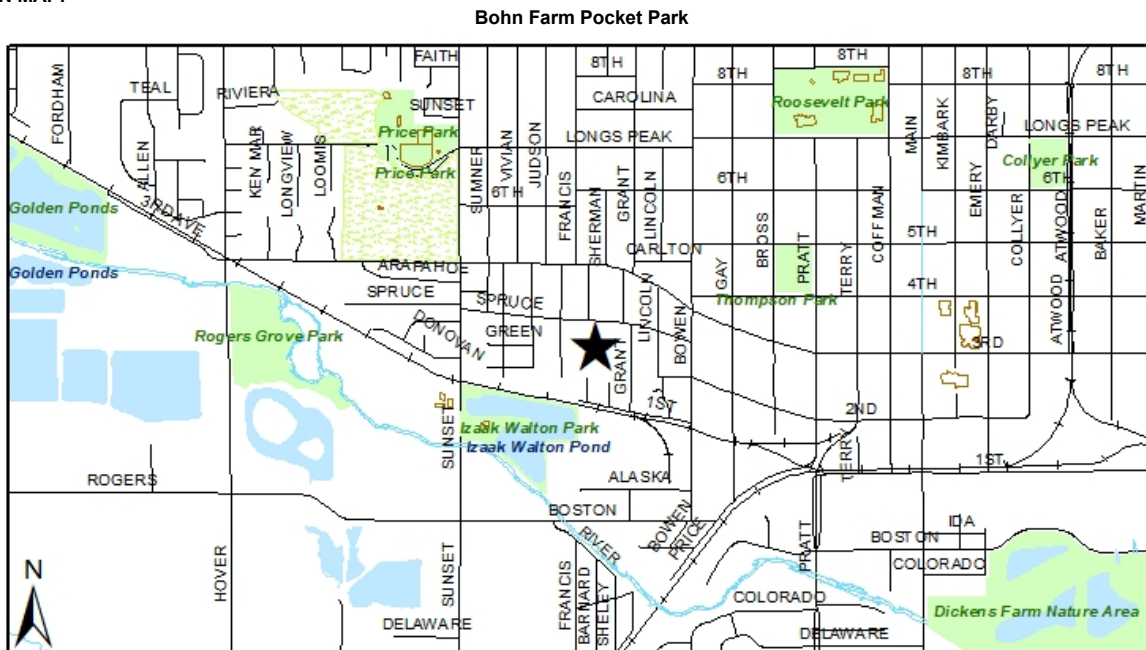 Bohn Farm Pocket Park
FAITH
8TH
8TH
8TH
8TH
8TH
FORDHAM
TEAL
RIVIERA
SUNSET
CAROLINA
Roosevelt Park
LONGS PEAK
LONGS PEAK
Price Park
Price Park
ALLEN
KEN MAR
LONGVIEW
LOOMIS
SUMNER
VIVIAN
JUDSON
6TH
FRANCIS
SHERMAN
GRANT
LINCOLN
6TH
MAIN
KIMBARK
DARBY
EMERY
Collyer Park
6TH
MARTIN
Golden Ponds
3RD AVE
CARLTON
BROSS
PRATT
TERRY
COFFMAN
5TH
COLLYER
ATWOOD
BAKER
Golden Ponds
ARAPAHOE
SPRUCE
SPRUCE
GAY
4TH
Thompson Park
Rogers Grove Park
DONOVAN
GREEN
LINCOLN
BOWEN
GRANT
3RD
ATWOOD
1ST
2ND
SUNSET
Izaak Walton Park
Izaak Walton Pond
TERRY
1ST
ROGERS
ALASKA
BOSTON
RIVER
BOWEN
PRICE
PRATT
IDA
BOSTON
COLORADO
N
HOVER
SUNSET
FRANCIS
BARNARD
SHELEY
COLORADO
DELAWARE
DELAWARE
Dickens Farm Nature Area